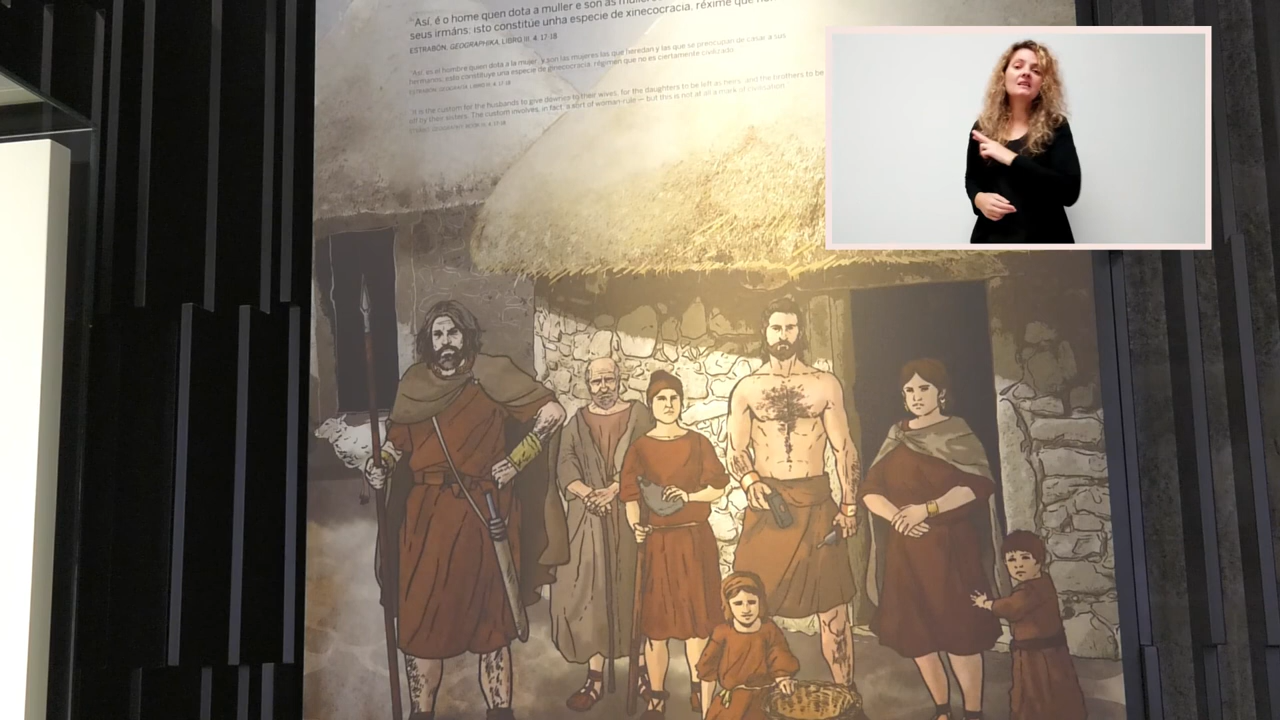 "Así, é o home quen dota a muller e son as
seus irmáns: isto constitúe unha especie de xinecocracia, réxime que
ESTRABÓN, GEOGRAPHIKA, LIBRO III. 4. 17-18
"Así, es el hombre quien dota a la mujer, y son las mujeres las que heredan y las que se preocupan de casar a sus
hermanos; esto constituye una especie de ginecocracia, régimen que no es ciertamente civilizado.
"It is the custom for the husbands to give dowries to their wives, for the daughters to be left as heirs, and the brothers to be
off by their sisters. The custom involves, in fact, a sort of woman-rule — but this is not at all a mark of civilisation.